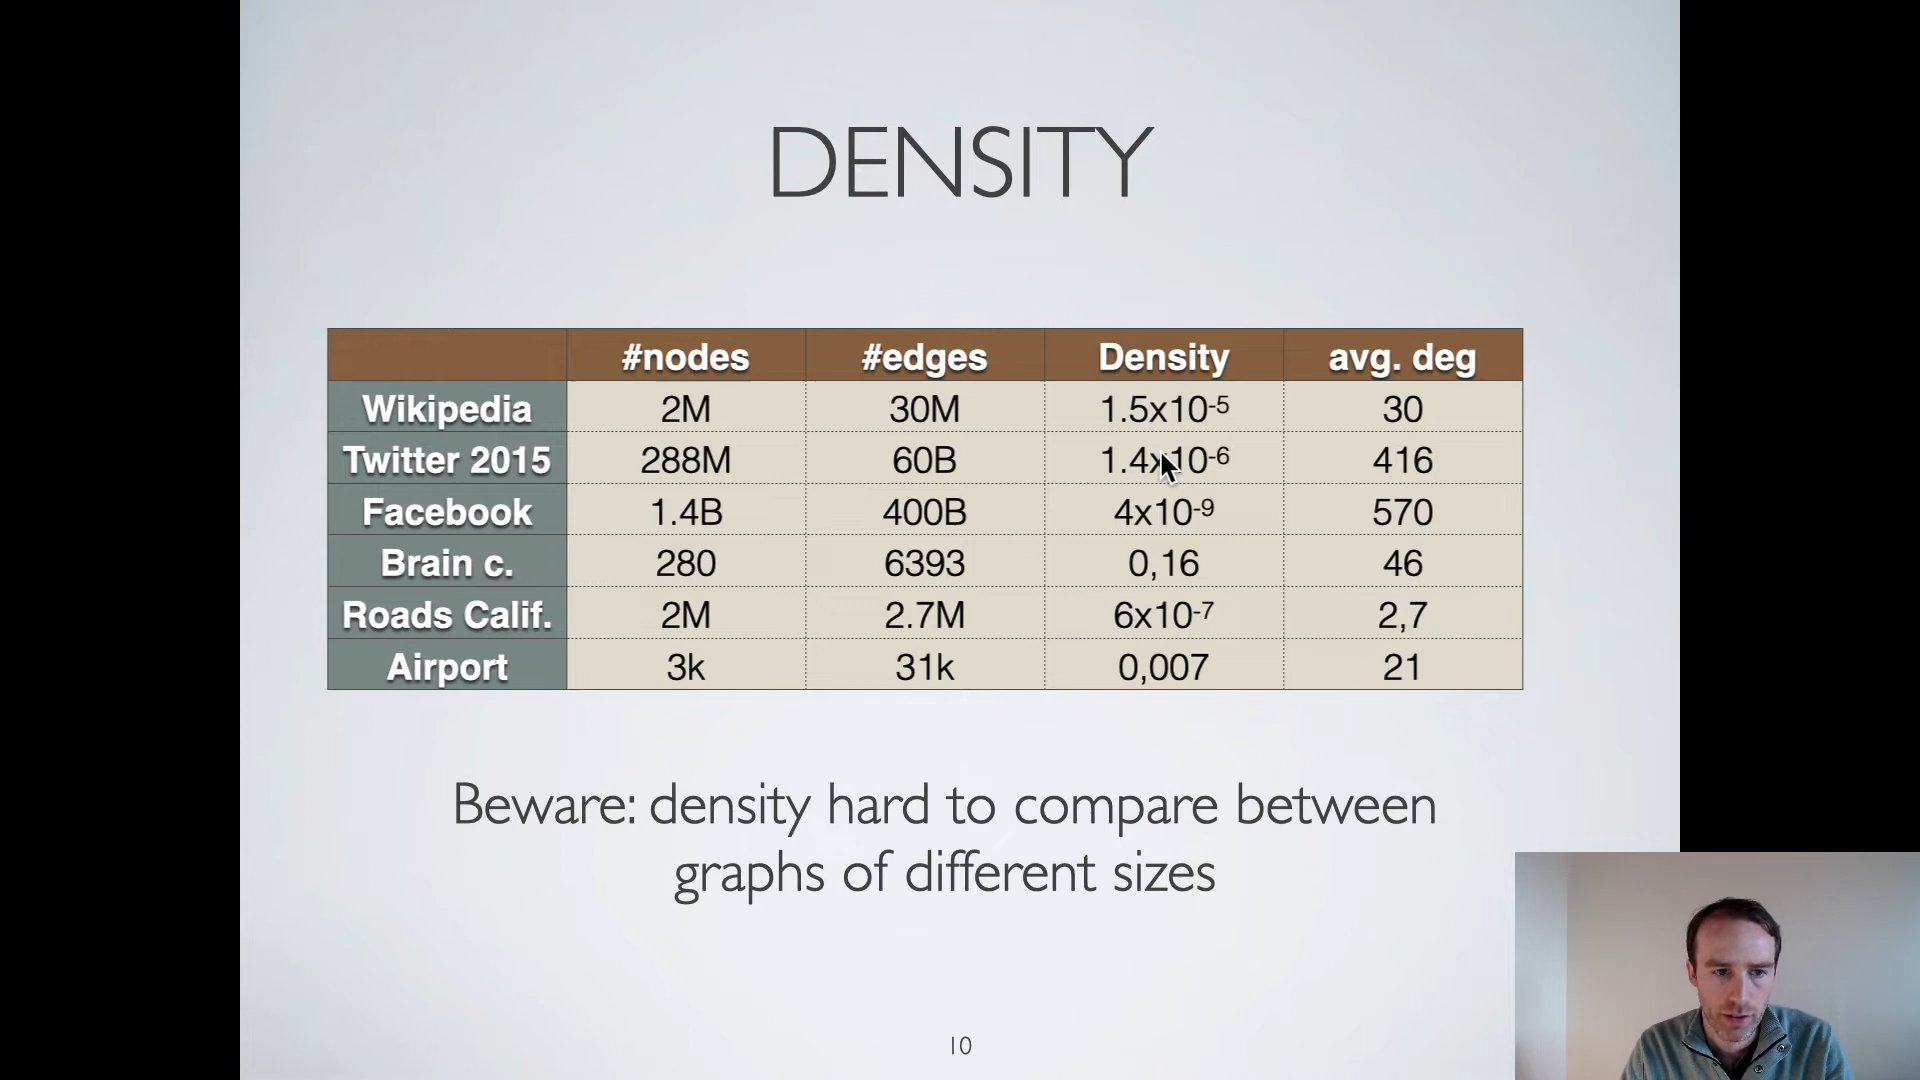 DENSITY
#nodes #edges Density avg. deg
Wikipedia 2M 30M 1.5x10-5 30
Twitter 2015 288M 60B 1.4x10-6 416
Facebook 1.4B 400B 4x10-9 570
Brain c. 280 6393 0,16 46
Roads Calif. 2M 2.7M 6x10-7 2,7
Airport 3k 31k 0,007 21
Beware: density hard to compare between
graphs of different sizes
10